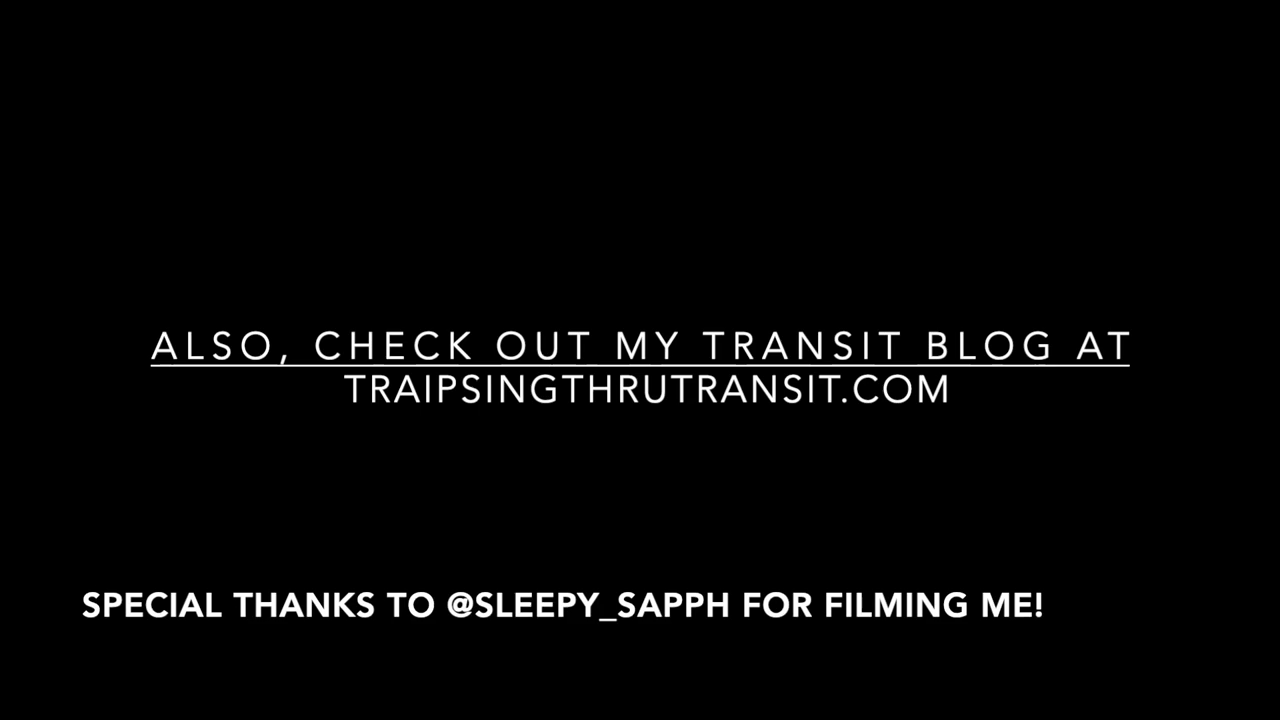 ALSO, CHECK OUT MY TRANSIT BLOG AT
TRAIPSINGTHRUTRANSIT.COM
SPECIAL THANKS TO @SLEEPY_SAPPH FOR FILMING ME!